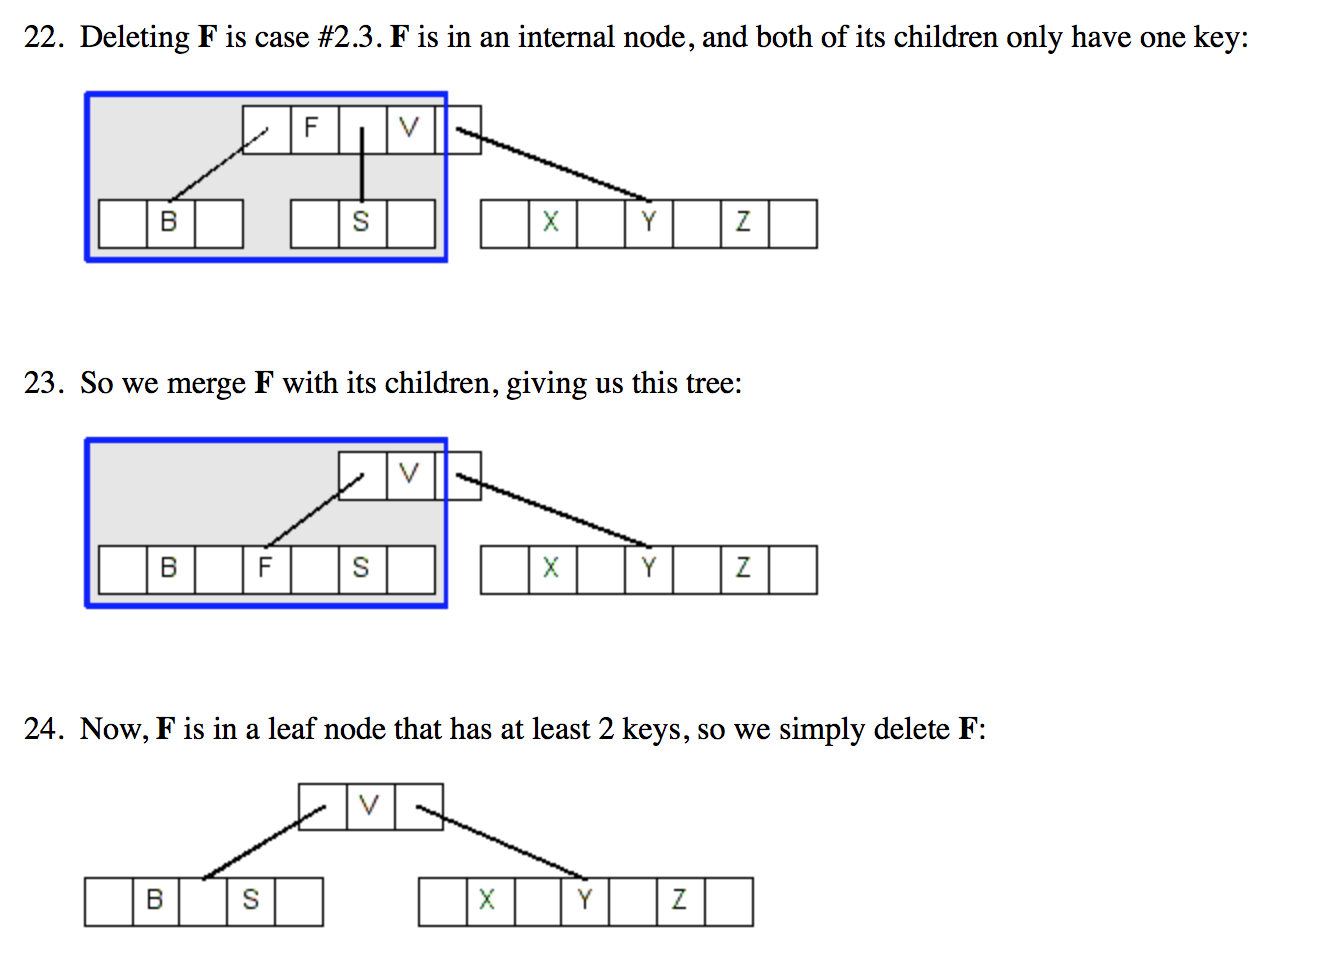 22. Deleting F is case #2.3. F is in an internal node, and both of its children only have one key:
F V
B S X Y Z
23. So we merge F with its children, giving us this tree:
V
B F S X Y Z
24. Now, F is in a leaf node that has at least 2 keys, so we simply delete F:
V
B S X Y Z